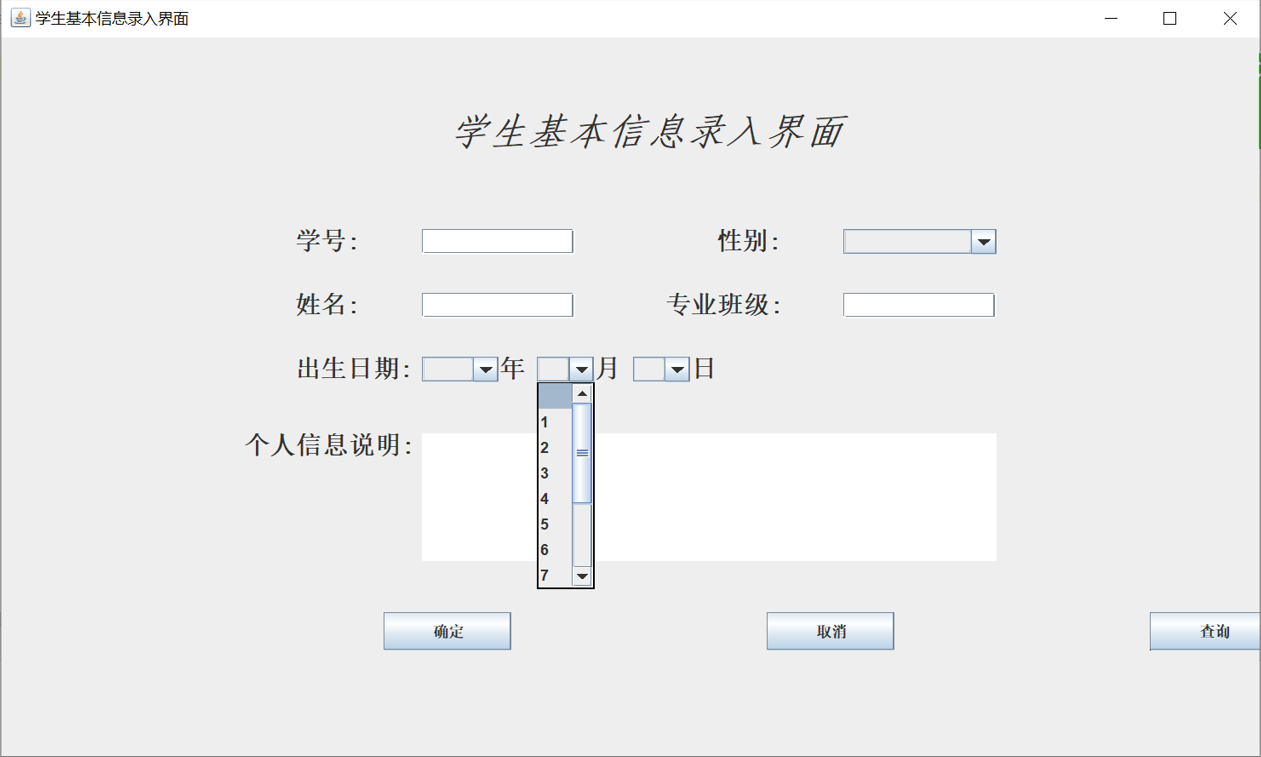 学生基本信息录入界面
学生基本信息录入界面
学号: 性别:
姓名: 专业班级:
出生日期: 年 月 日
1
2
3
4
5
6
7
个人信息说明:
确定 取消 查询